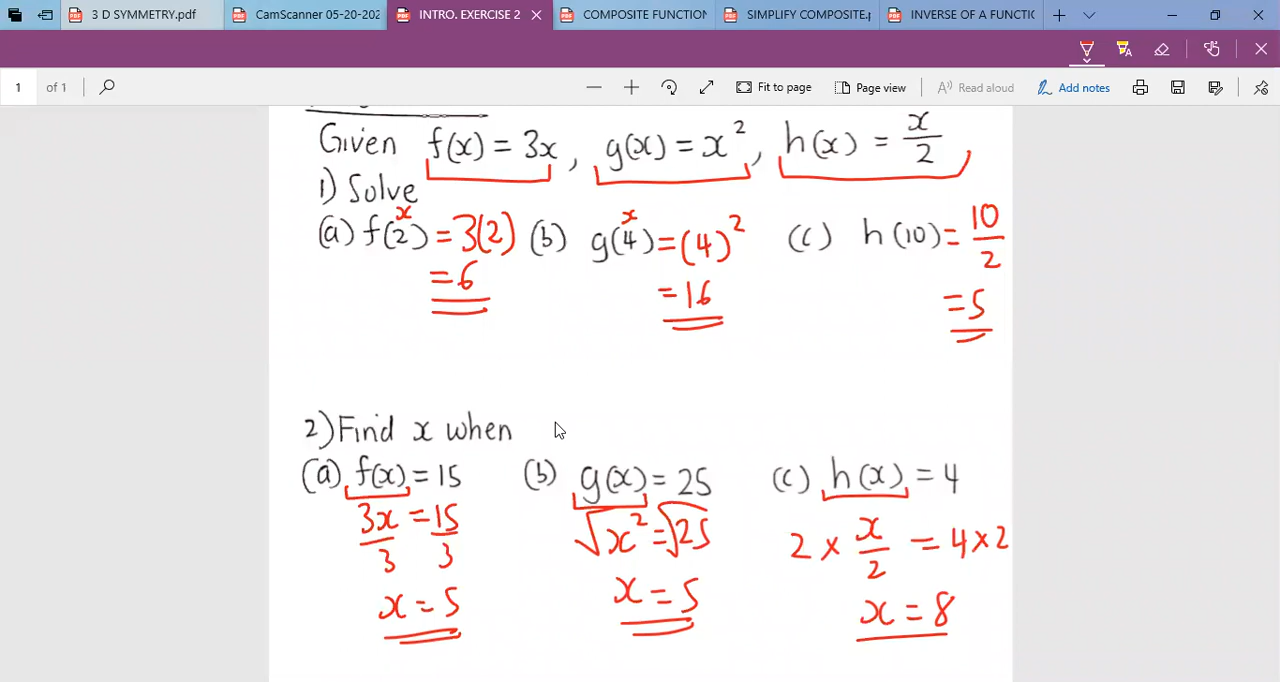 3 D SYMMETRY.pdf CamScanner 05-20-202 INTRO. EXERCISE 2 COMPOSITE FUNCTION SIMPLIFY COMPOSITE.p INVERSE OF A FUNCTIO
1 of 1 Fit to page Page view Read aloud Add notes
Given f(x) = 3x, g(x) = x², h(x) = x/2
1) Solve
(a) f(2) = 3(2) (b) g(4) = (4)² (c) h(10) = 10/2
x x
= 6 = 16 = 5
2) Find x when
(a) f(x) = 15 (b) g(x) = 25 (c) h(x) = 4
3x/3 = 15/3 √x² = √25 2 × x/2 = 4 × 2
x = 5 x = 5 x = 8